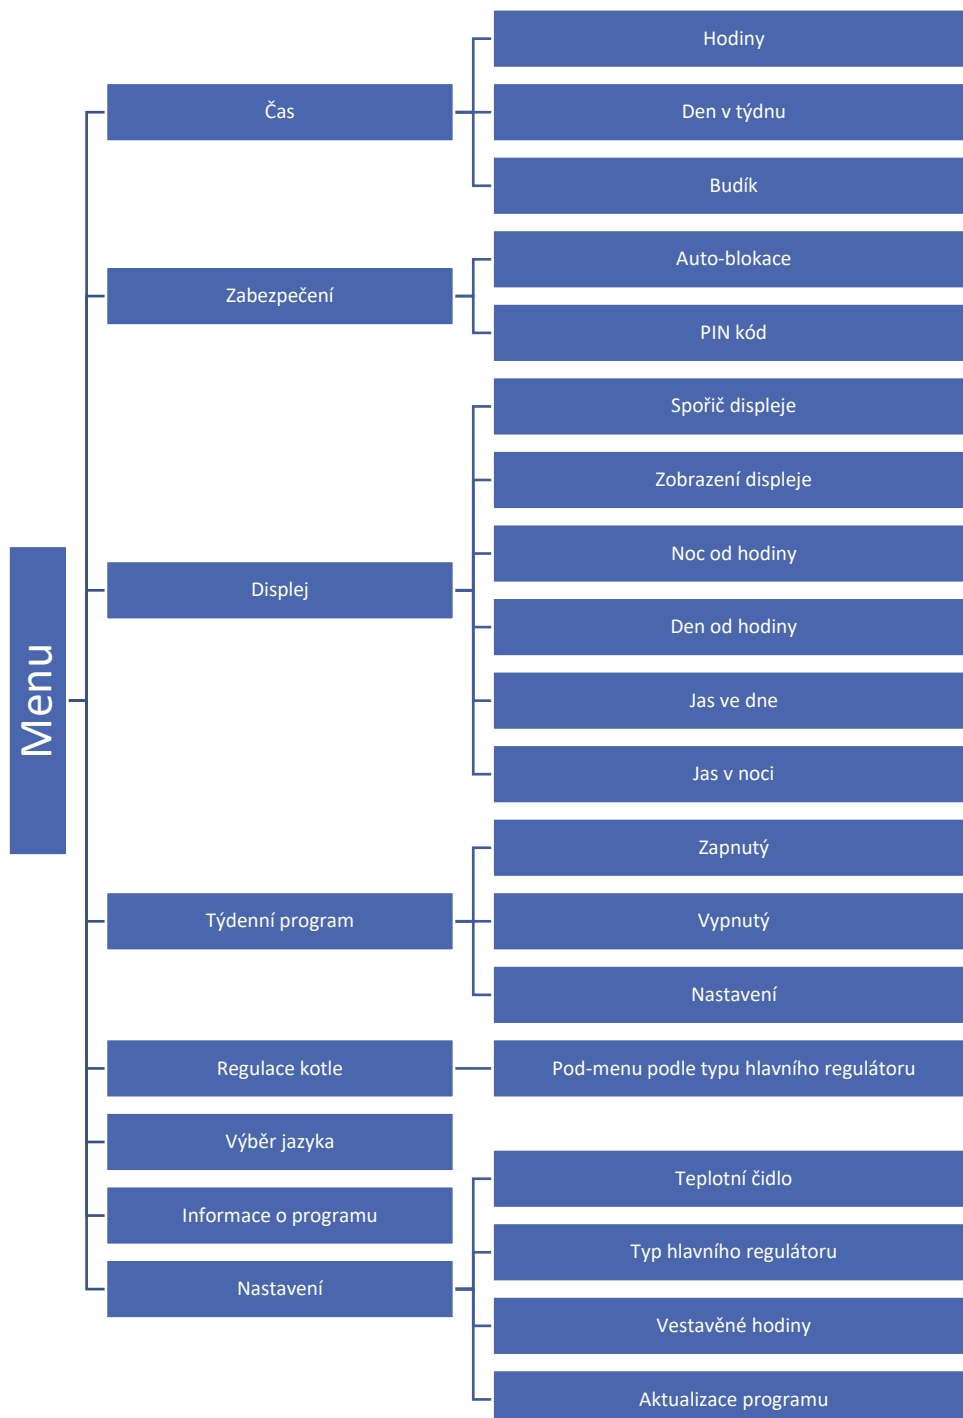 Menu
Čas
Hodiny
Den v týdnu
Budík
Zabezpečení
Auto-blokace
PIN kód
Displej
Spořič displeje
Zobrazení displeje
Noc od hodiny
Den od hodiny
Jas ve dne
Jas v noci
Týdenní program
Zapnutý
Vypnutý
Nastavení
Regulace kotle
Pod-menu podle typu hlavního regulátoru
Výběr jazyka
Informace o programu
Nastavení
Teplotní čidlo
Typ hlavního regulátoru
Vestavěné hodiny
Aktualizace programu